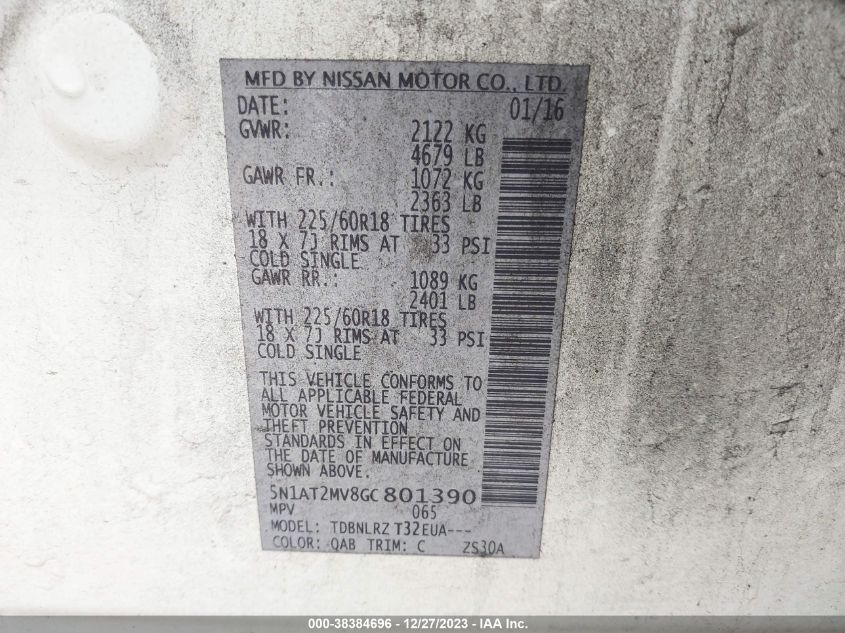 MFD BY NISSAN MOTOR CO., LTD.
DATE: 01/16
GVWR: 2122 KG
4679 LB
GAWR FR.: 1072 KG
2363 LB
WITH 225/60R18 TIRES
18 X 7J RIMS AT 33 PSI
COLD SINGLE
GAWR RR.: 1089 KG
2401 LB
WITH 225/60R18 TIRES
18 X 7J RIMS AT 33 PSI
COLD SINGLE
THIS VEHICLE CONFORMS TO
ALL APPLICABLE FEDERAL
MOTOR VEHICLE SAFETY AND
THEFT PREVENTION
STANDARDS IN EFFECT ON
THE DATE OF MANUFACTURE
SHOWN ABOVE.
5N1AT2MV8GC801390
MPV 065
MODEL: TDBNLRZ T32EUA---
COLOR: QAB TRIM: C ZS30A
000-38384696 - 12/27/2023 - IAA Inc.